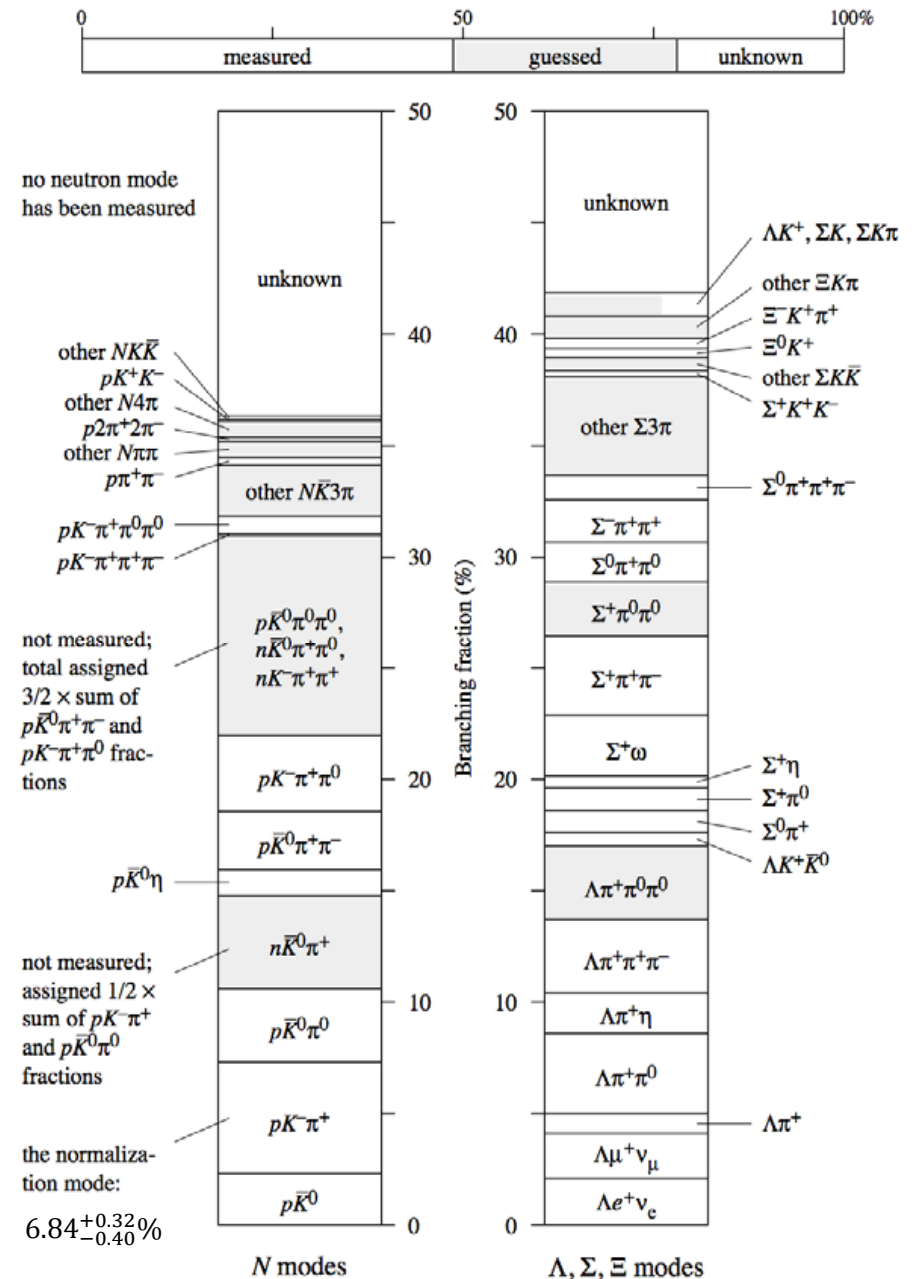 0 50 100%
measured guessed unknown
50 50
no neutron mode
has been measured
unknown
unknown
ΛK⁺, ΣK, ΣKπ
other ΞKπ
Ξ⁻K⁺π⁺
Ξ⁰K⁺
other ΣKK̅
Σ⁺K⁺K⁻
40 40
other NKK̅
pK⁺K⁻
other N4π
p2π⁺2π⁻
other Nππ
pπ⁺π⁻
other NK̅3π
pK⁻π⁺π⁰π⁰
pK⁻π⁺π⁺π⁻
other Σ3π
Σ⁰π⁺π⁺π⁻
Σ⁻π⁺π⁺
30 30
Σ⁰π⁺π⁰
Σ⁺π⁰π⁰
Branching fraction (%)
not measured;
total assigned
3/2 × sum of
pK̅⁰π⁺π⁻ and
pK⁻π⁺π⁰ frac-
tions
pK̅⁰π⁰π⁰,
nK̅⁰π⁺π⁰,
nK⁻π⁺π⁺
Σ⁺π⁺π⁻
Σ⁺ω
Σ⁺η
Σ⁺π⁰
Σ⁰π⁺
ΛK⁺K̅⁰
20 20
pK⁻π⁺π⁰
pK̅⁰π⁺π⁻
pK̅⁰η
nK̅⁰π⁺
Λπ⁺π⁰π⁰
Λπ⁺π⁺π⁻
not measured;
assigned 1/2 ×
sum of pK⁻π⁺
and pK̅⁰π⁰
fractions
10 10
pK̅⁰π⁰
Λπ⁺η
Λπ⁺π⁰
Λπ⁺
pK⁻π⁺
Λμ⁺ν_μ
the normaliza-
tion mode:
6.84⁺⁰·³²₋₀.₄₀%
pK̅⁰
Λe⁺νₑ
0 0
N modes
Λ, Σ, Ξ modes